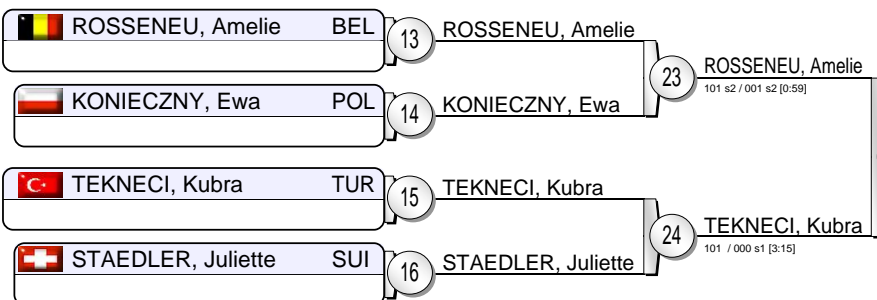 ROSSENEU, Amelie BEL
13
ROSSENEU, Amelie
KONIECZNY, Ewa POL
14
KONIECZNY, Ewa
23
ROSSENEU, Amelie
101 s2 / 001 s2 [0:59]
TEKNECI, Kubra TUR
15
TEKNECI, Kubra
STAEDLER, Juliette SUI
16
STAEDLER, Juliette
24
TEKNECI, Kubra
101 / 000 s1 [3:15]